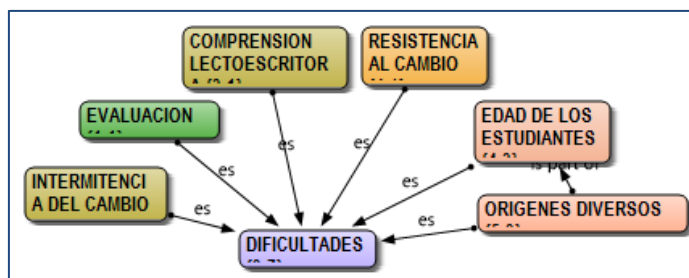 COMPRENSION
LECTOESCRITOR
RESISTENCIA
AL CAMBIO
EVALUACION
EDAD DE LOS
ESTUDIANTES
es
es
es
is part of
INTERMITENCI
A DEL CAMBIO
es
es
es
ORIGENES DIVERSOS
DIFICULTADES